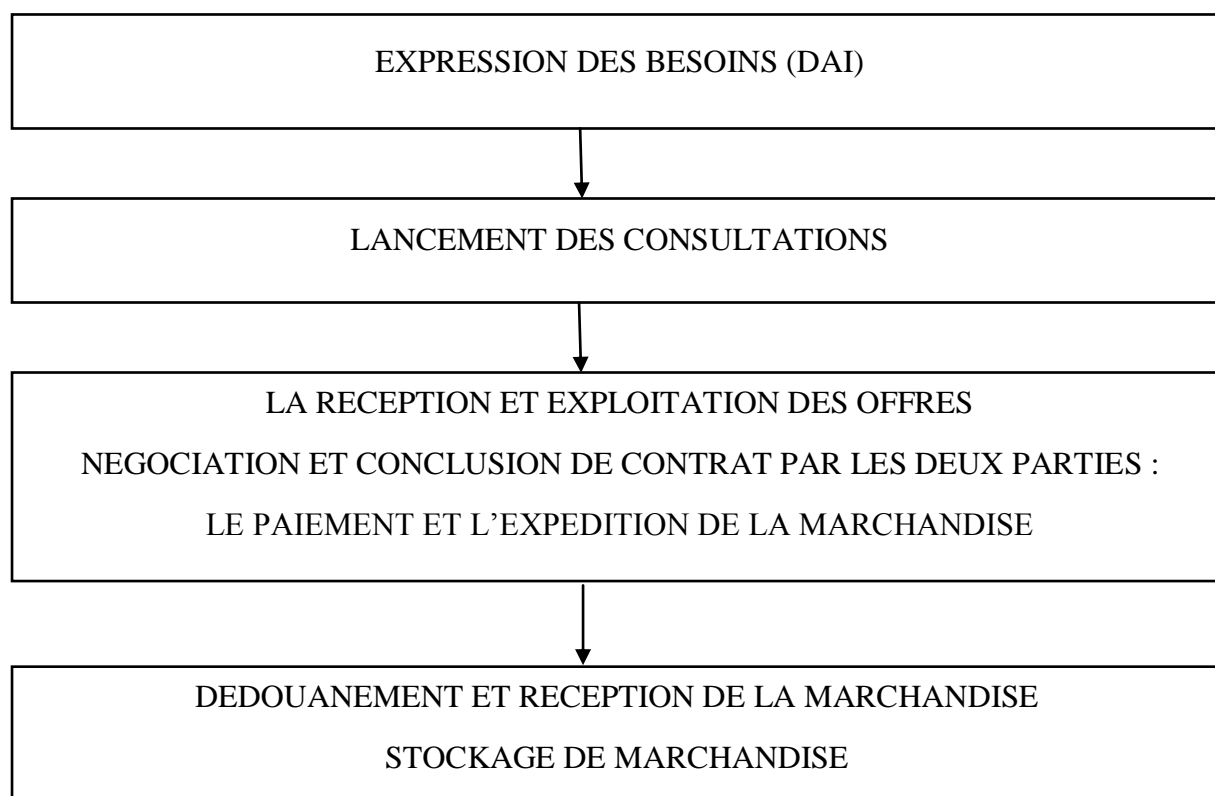 EXPRESSION DES BESOINS (DAI)
LANCEMENT DES CONSULTATIONS
LA RECEPTION ET EXPLOITATION DES OFFRES
NEGOCIATION ET CONCLUSION DE CONTRAT PAR LES DEUX PARTIES :
LE PAIEMENT ET L’EXPEDITION DE LA MARCHANDISE
DEDOUANEMENT ET RECEPTION DE LA MARCHANDISE
STOCKAGE DE MARCHANDISE